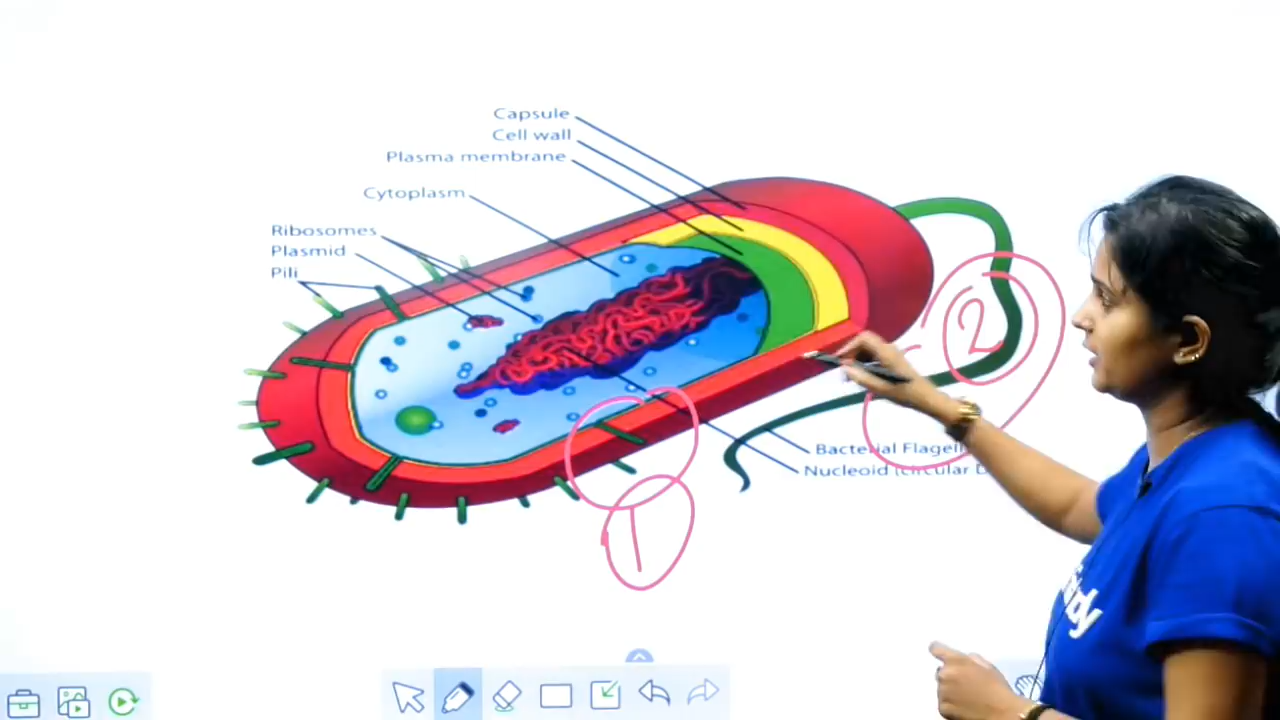 Capsule
Cell wall
Plasma membrane
Cytoplasm
Ribosomes
Plasmid
Pili
2
Bacterial Flagell
Nucleoid (circular D
1